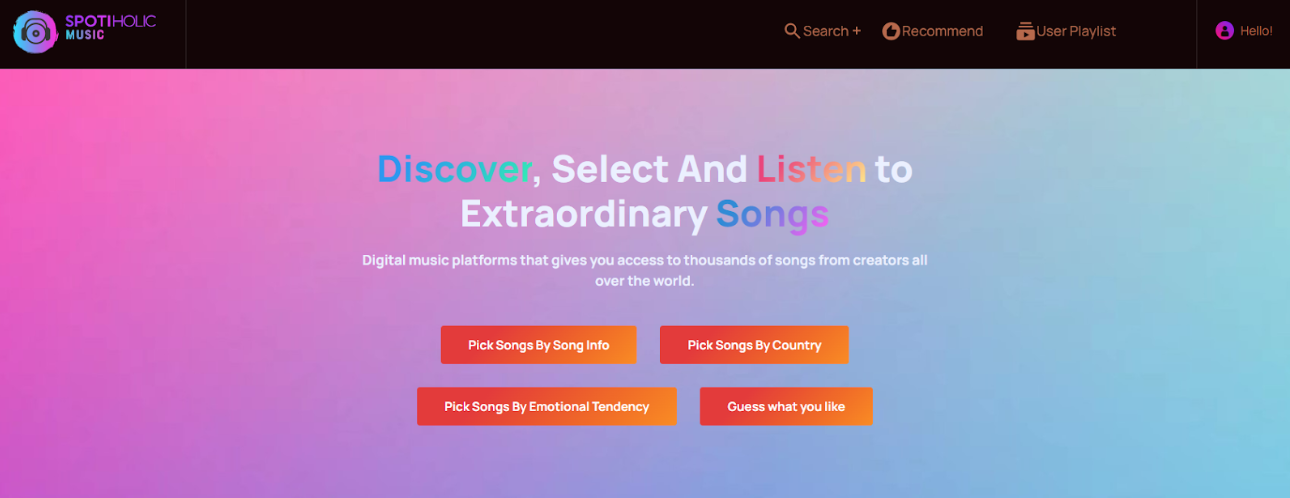 SPOTIHOLIC
MUSIC
Search +
Recommend
User Playlist
Hello!
Discover, Select And Listen to
Extraordinary Songs
Digital music platforms that gives you access to thousands of songs from creators all
over the world.
Pick Songs By Song Info
Pick Songs By Country
Pick Songs By Emotional Tendency
Guess what you like